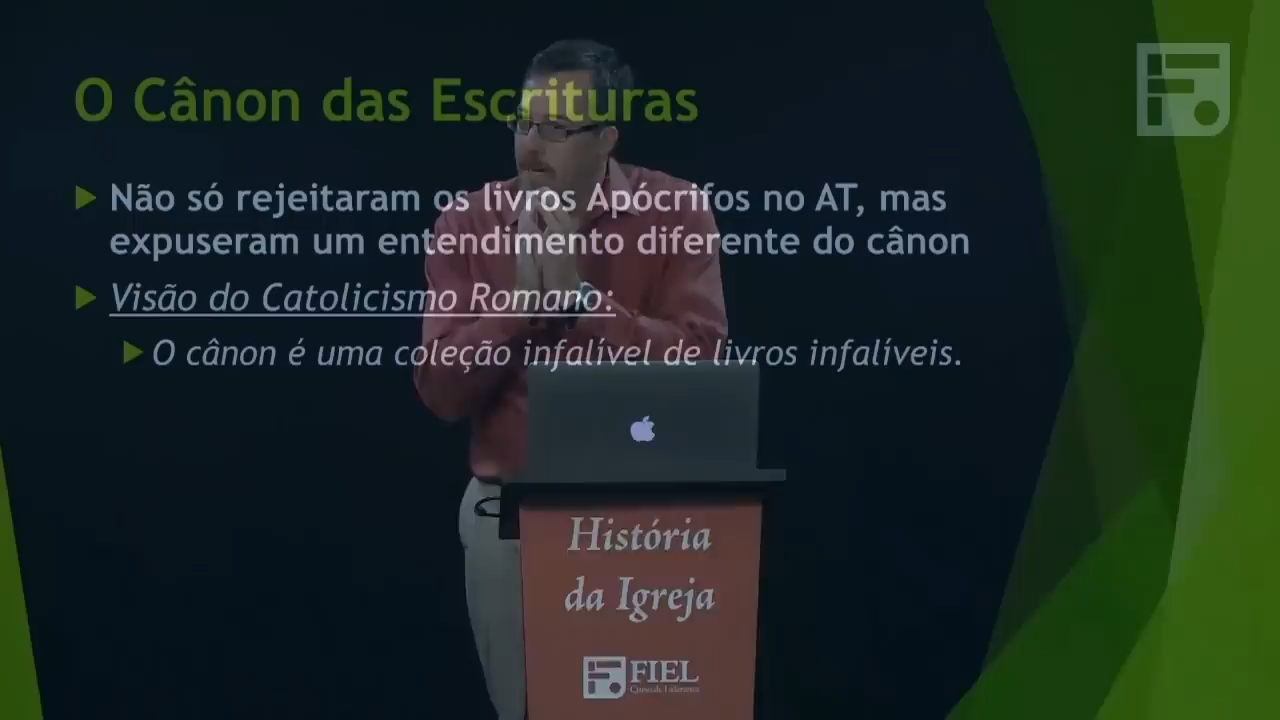 O Cânon das Escrituras
Não só rejeitaram os livros Apócrifos no AT, mas
expuseram um entendimento diferente do cânon
Visão do Catolicismo Romano:
O cânon é uma coleção infalível de livros infalíveis.
História
da Igreja
FIEL